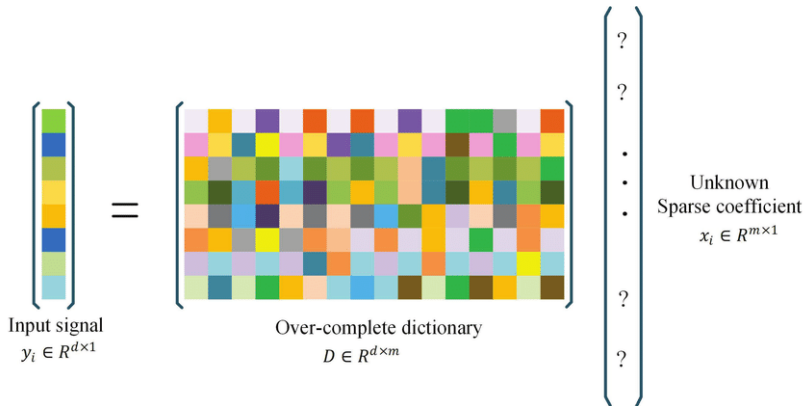 ?
?
.
.
.
?
?
=
Input signal
y_i ∈ R^{d×1}
Over-complete dictionary
D ∈ R^{d×m}
Unknown
Sparse coefficient
x_i ∈ R^{m×1}